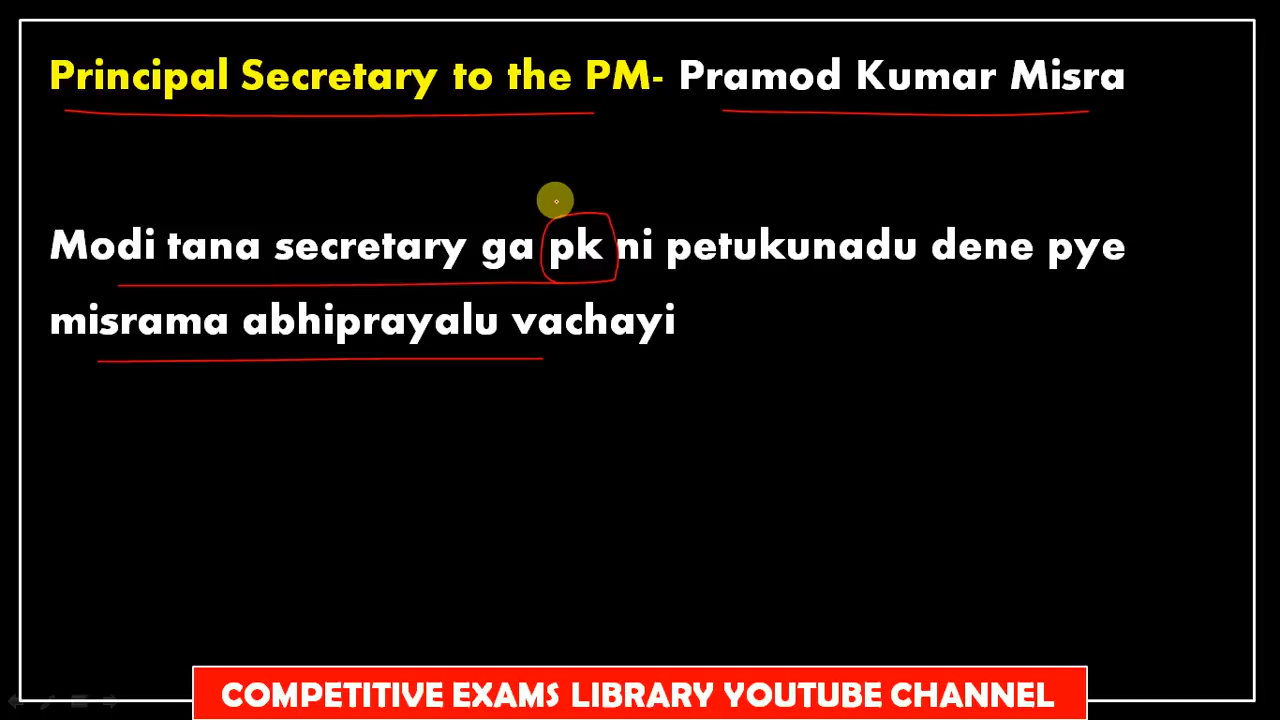 Principal Secretary to the PM- Pramod Kumar Misra
Modi tana secretary ga pk ni petukunadu dene pye
misrama abhiprayalu vachayi
COMPETITIVE EXAMS LIBRARY YOUTUBE CHANNEL